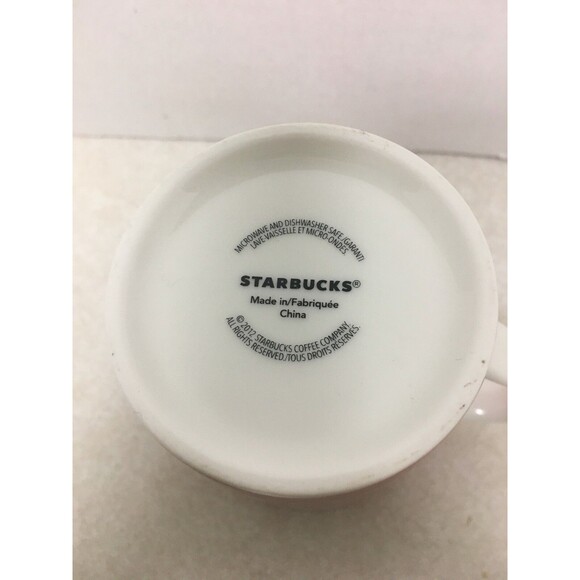 MICROWAVE AND DISHWASHER SAFE./GARANTI
LAVE VAISSELLE ET MICRO-ONDES.
STARBUCKS®
Made in/Fabriquée
China
© 2012 STARBUCKS COFFEE COMPANY.
ALL RIGHTS RESERVED./TOUS DROITS RESERVES.